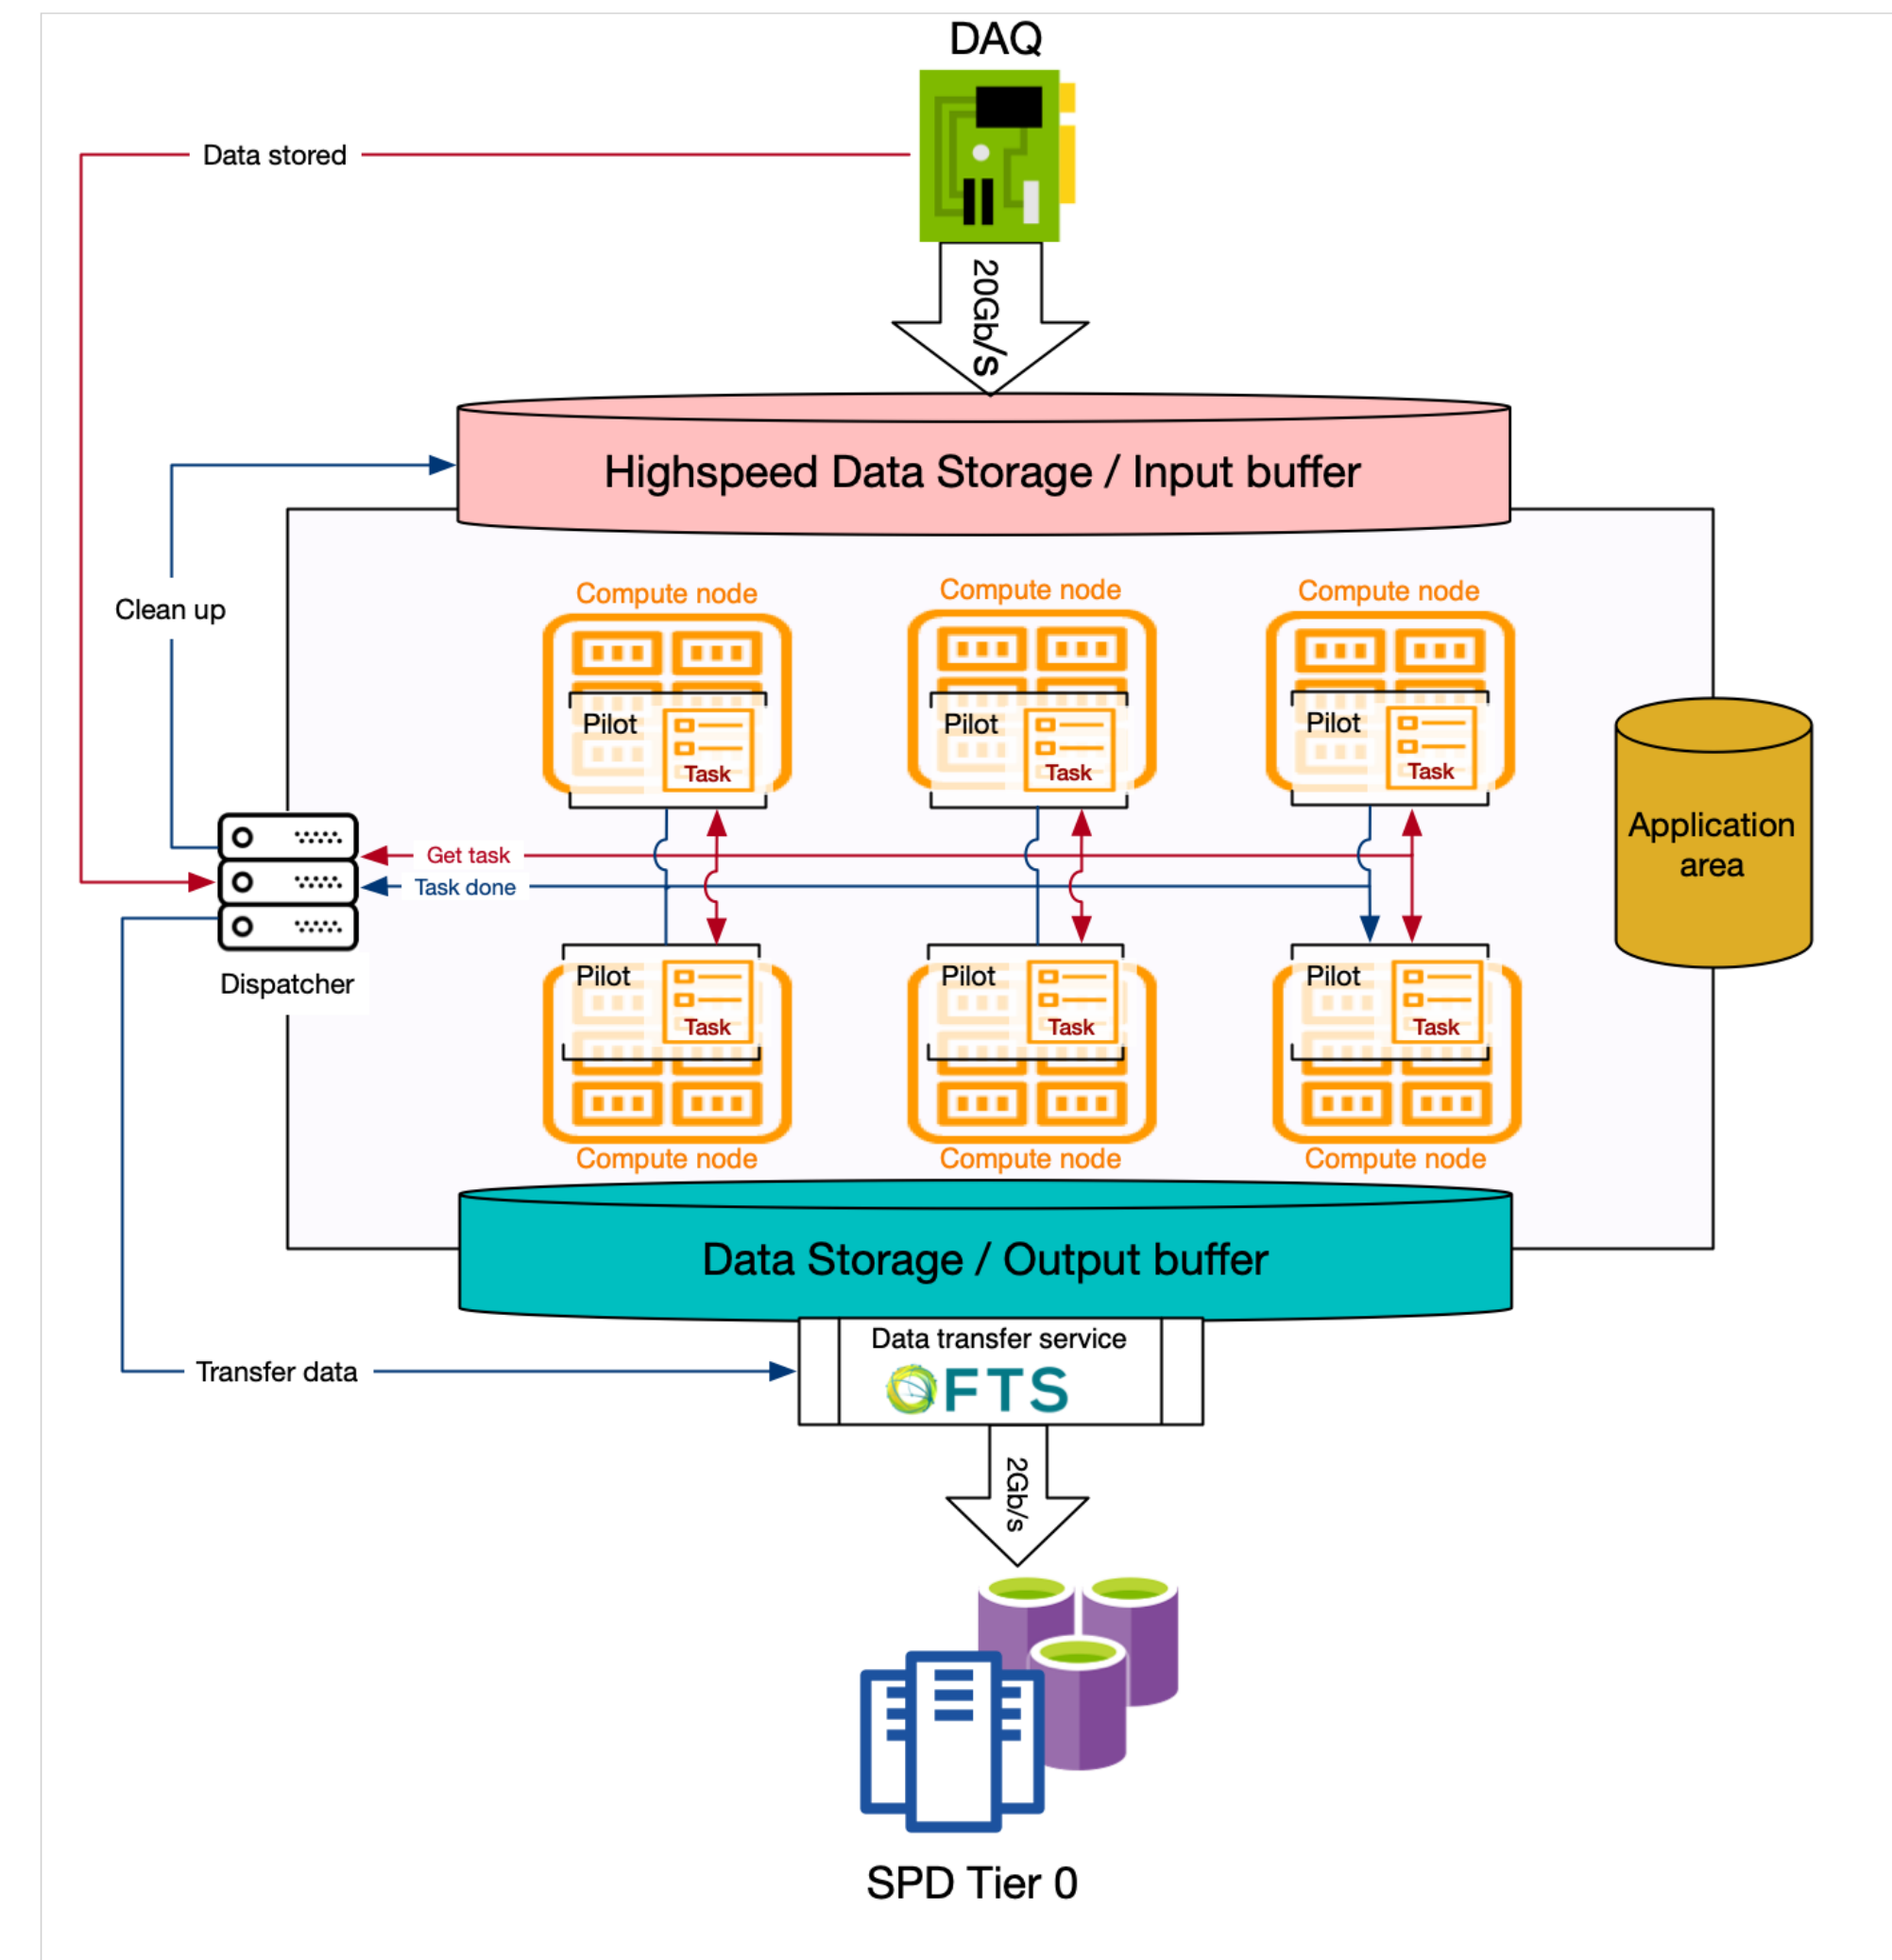 DAQ
Data stored
20Gb/s
Highspeed Data Storage / Input buffer
Clean up
Compute node
Compute node
Compute node
Pilot
Task
Pilot
Task
Pilot
Task
Application
area
Get task
Task done
Dispatcher
Pilot
Task
Pilot
Task
Pilot
Task
Compute node
Compute node
Compute node
Data Storage / Output buffer
Data transfer service
FTS
Transfer data
2Gb/s
SPD Tier 0